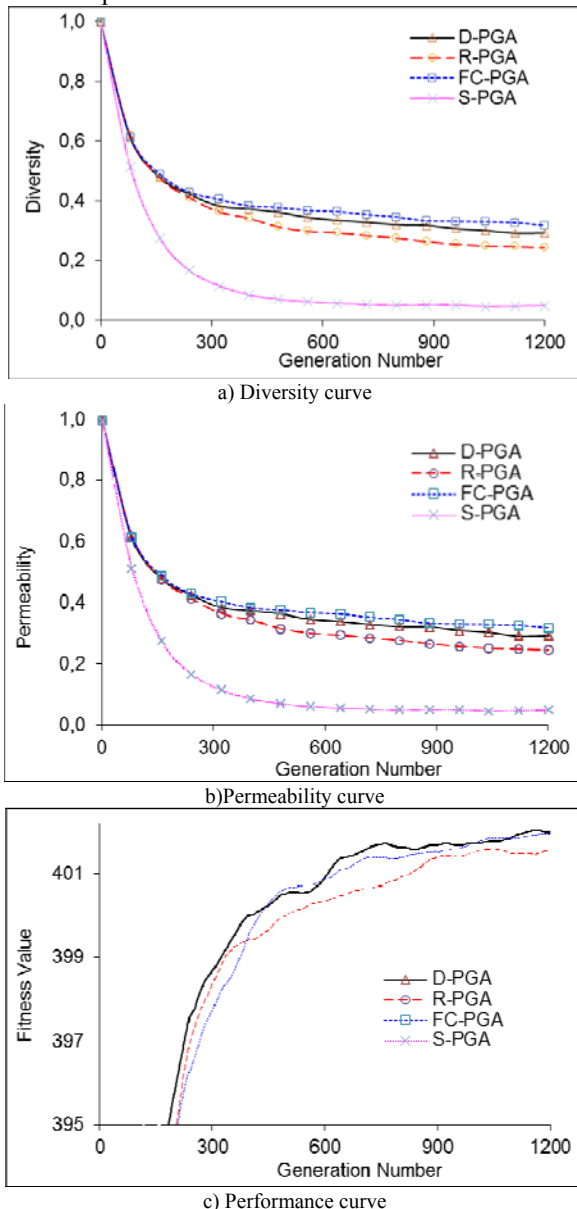 1,0
0,8
0,6
0,4
0,2
0,0
Diversity
D-PGA
R-PGA
FC-PGA
S-PGA
0 300 600 900 1200
Generation Number
a) Diversity curve
1,0
0,8
0,6
0,4
0,2
0,0
Permeability
D-PGA
R-PGA
FC-PGA
S-PGA
0 300 600 900 1200
Generation Number
b)Permeability curve
401
399
397
395
Fitness Value
D-PGA
R-PGA
FC-PGA
S-PGA
0 300 600 900 1200
Generation Number
c) Performance curve